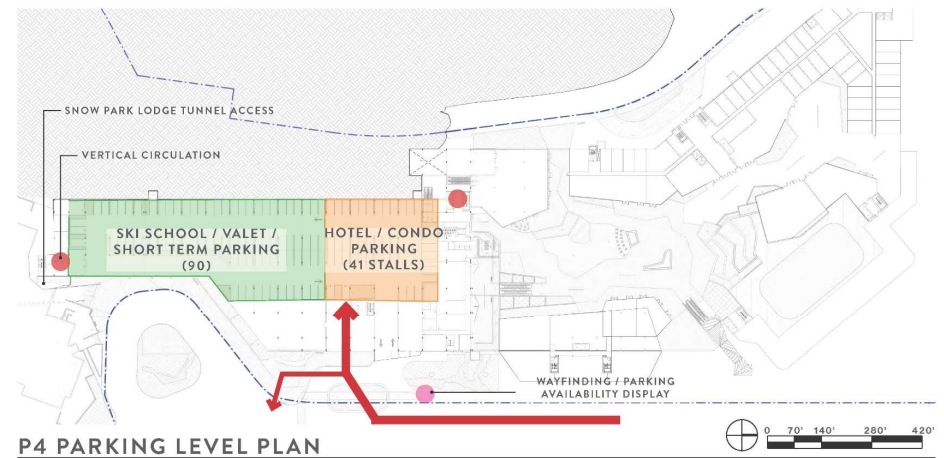 SNOW PARK LODGE TUNNEL ACCESS
VERTICAL CIRCULATION
SKI SCHOOL / VALET /
SHORT TERM PARKING
(90)
HOTEL / CONDO
PARKING
(41 STALLS)
WAYFINDING / PARKING
AVAILABILITY DISPLAY
P4 PARKING LEVEL PLAN
0 70' 140' 280' 420'